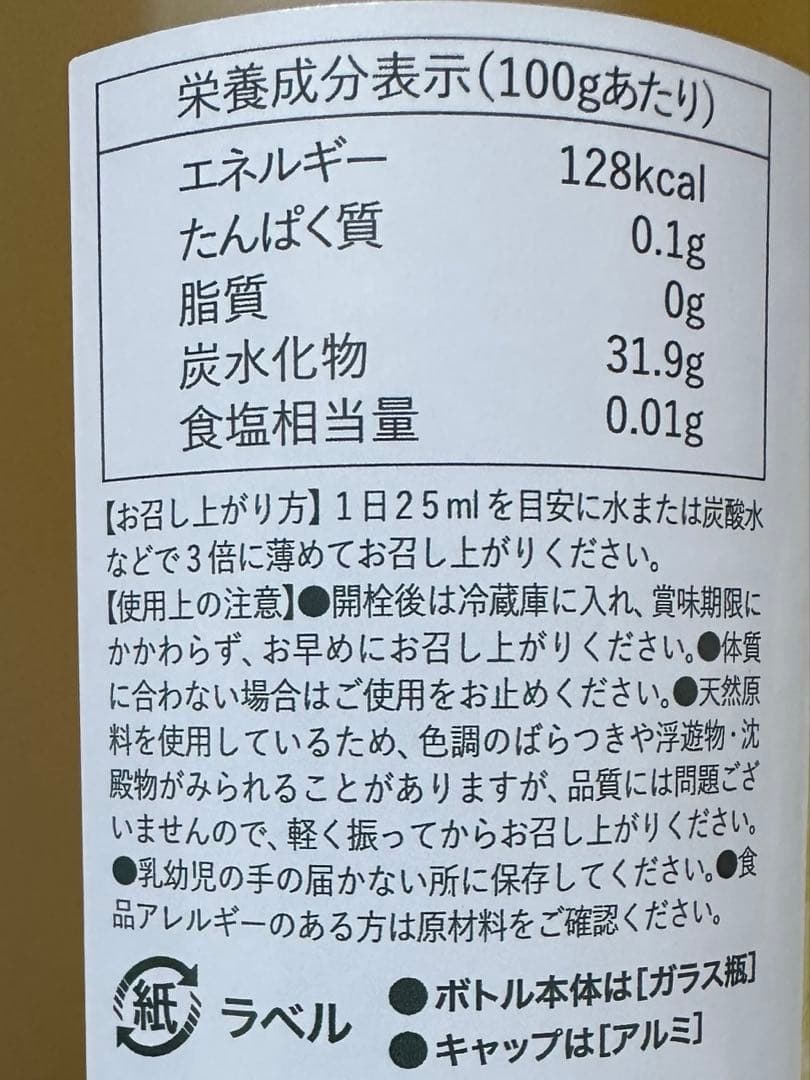 栄養成分表示(100gあたり)
エネルギー 128kcal
たんぱく質 0.1g
脂質 0g
炭水化物 31.9g
食塩相当量 0.01g
【お召し上がり方】1日25mlを目安に水または炭酸水
などで3倍に薄めてお召し上がりください。
【使用上の注意】●開栓後は冷蔵庫に入れ、賞味期限に
かかわらず、お早めにお召し上がりください。●体質
に合わない場合はご使用をお止めください。●天然原
料を使用しているため、色調のばらつきや浮遊物・沈
殿物がみられることがありますが、品質には問題ござ
いませんので、軽く振ってからお召し上がりください。
●乳幼児の手の届かない所に保存してください。●食
品アレルギーのある方は原材料をご確認ください。
紙 ラベル
●ボトル本体は[ガラス瓶]
●キャップは[アルミ]